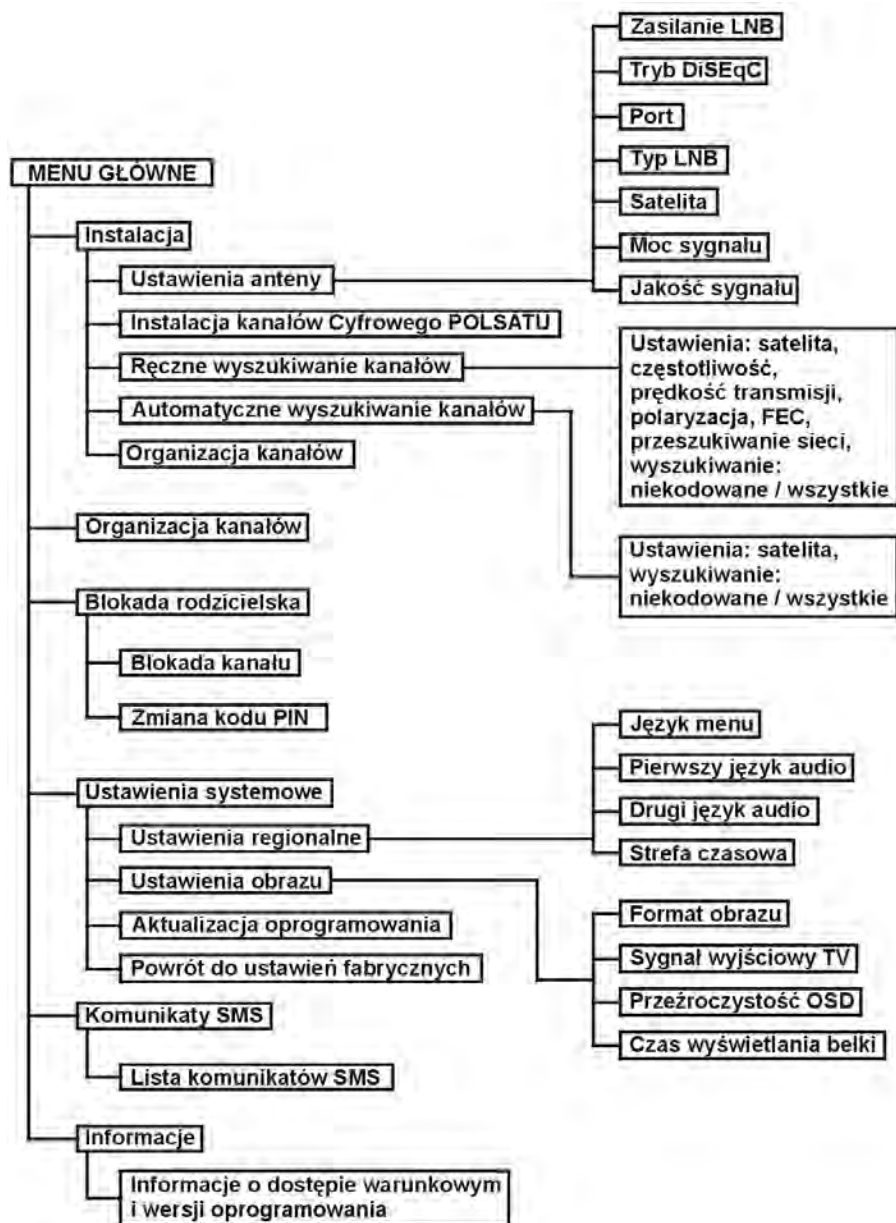 MENU GŁÓWNE
Instalacja
Ustawienia anteny
Zasilanie LNB
Tryb DiSEqC
Port
Typ LNB
Satelita
Moc sygnału
Jakość sygnału
Instalacja kanałów Cyfrowego POLSATU
Ręczne wyszukiwanie kanałów
Ustawienia: satelita,
częstotliwość,
prędkość transmisji,
polaryzacja, FEC,
przeszukiwanie sieci,
wyszukiwanie:
niekodowane / wszystkie
Automatyczne wyszukiwanie kanałów
Ustawienia: satelita,
wyszukiwanie:
niekodowane / wszystkie
Organizacja kanałów
Organizacja kanałów
Blokada rodzicielska
Blokada kanału
Zmiana kodu PIN
Ustawienia systemowe
Ustawienia regionalne
Język menu
Pierwszy język audio
Drugi język audio
Strefa czasowa
Ustawienia obrazu
Format obrazu
Sygnał wyjściowy TV
Przeźroczystość OSD
Czas wyświetlania belki
Aktualizacja oprogramowania
Powrót do ustawień fabrycznych
Komunikaty SMS
Lista komunikatów SMS
Informacje
Informacje o dostępie warunkowym
i wersji oprogramowania